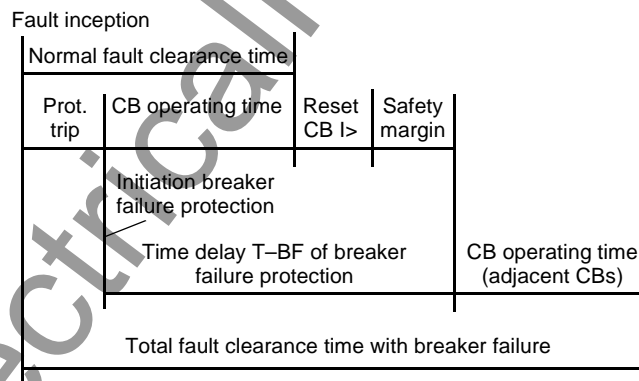 Fault inception
Normal fault clearance time
Prot. trip
CB operating time
Reset CB I>
Safety margin
Initiation breaker
failure protection
Time delay T–BF of breaker
failure protection
CB operating time
(adjacent CBs)
Total fault clearance time with breaker failure